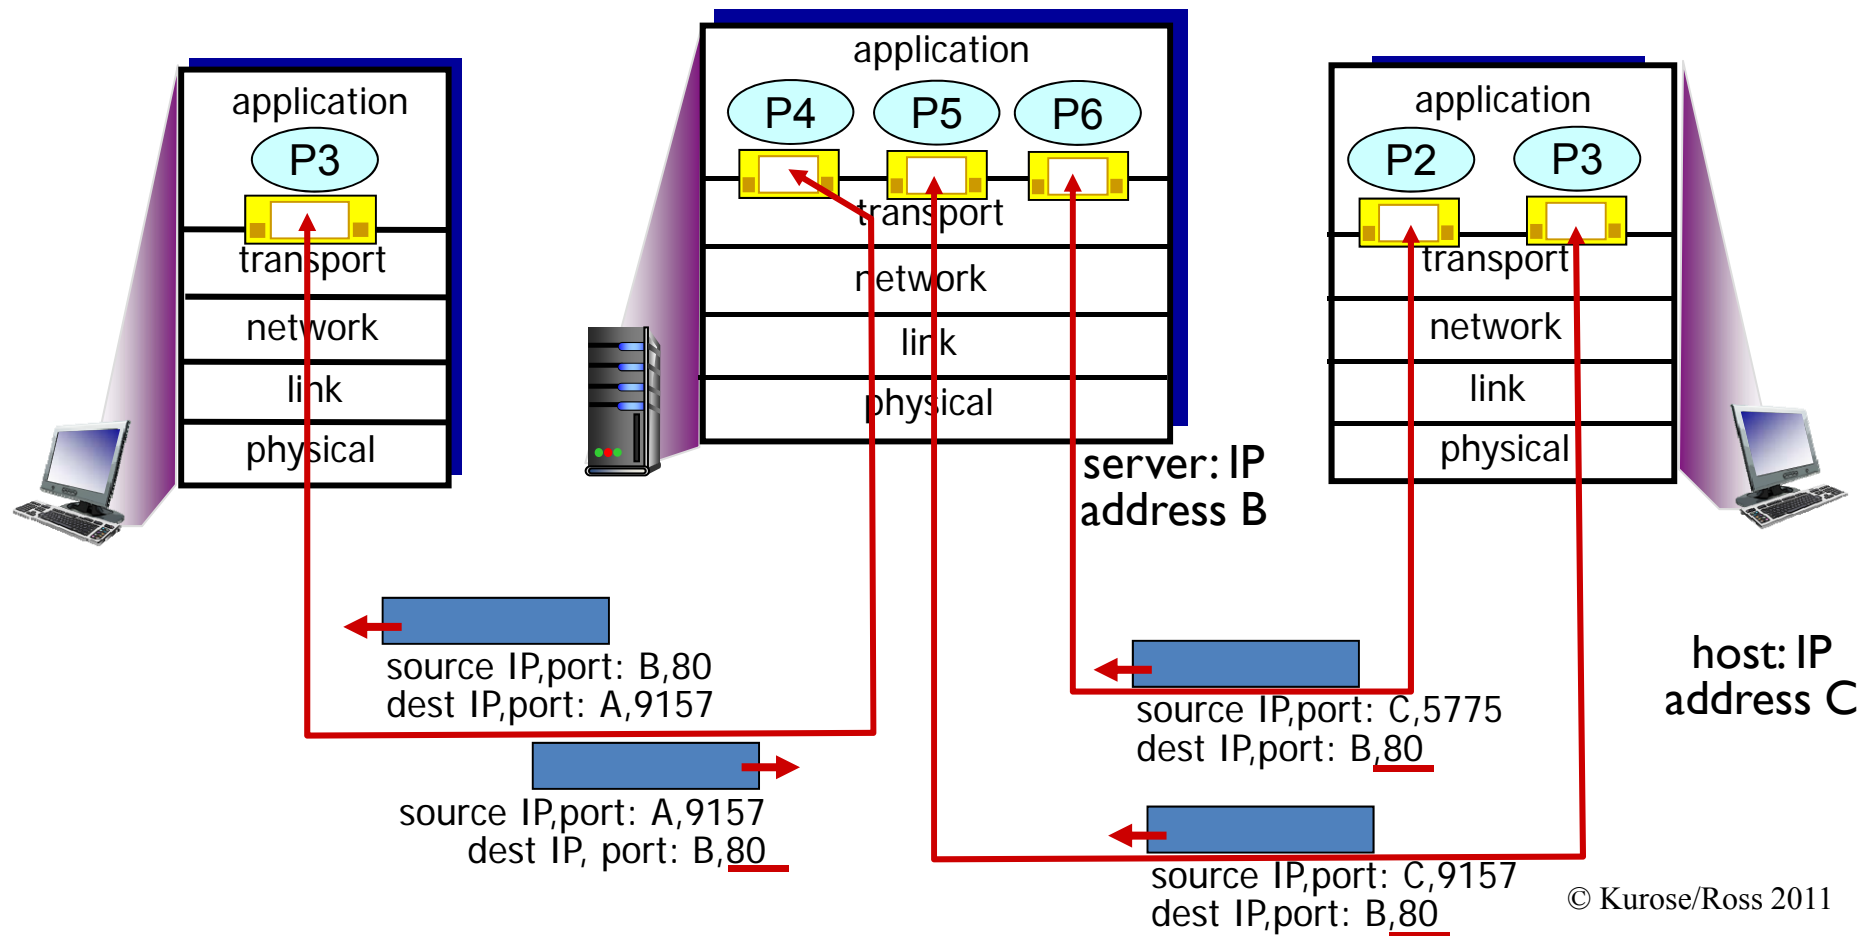 application
P3
transport
network
link
physical
application
P4
P5
P6
transport
network
link
physical
server: IP
address B
application
P2
P3
transport
network
link
physical
host: IP
address C
source IP,port: B,80
dest IP,port: A,9157
source IP,port: A,9157
dest IP, port: B,80
source IP,port: C,5775
dest IP,port: B,80
source IP,port: C,9157
dest IP,port: B,80
© Kurose/Ross 2011